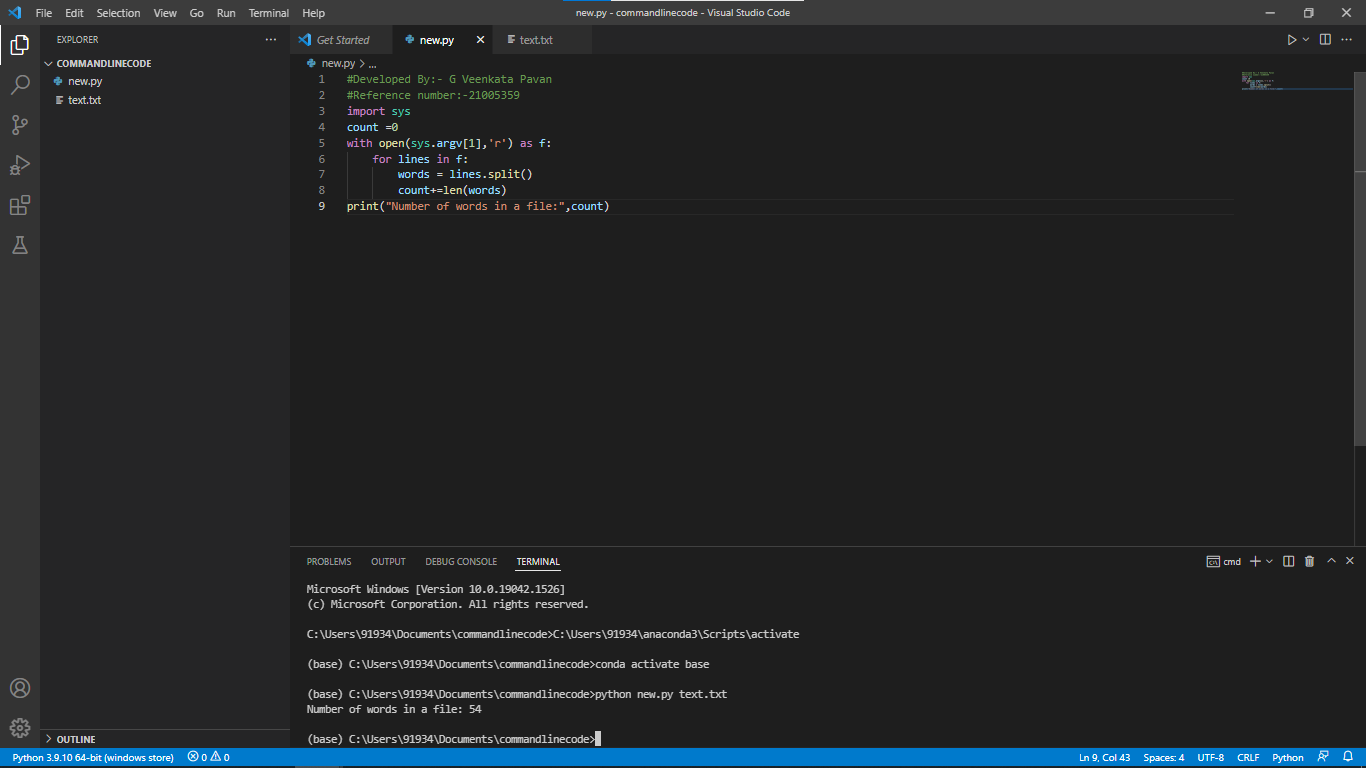 File Edit Selection View Go Run Terminal Help
new.py - commandlinecode - Visual Studio Code
EXPLORER
COMMANDLINECODE
new.py
text.txt
OUTLINE
Get Started new.py text.txt
new.py > ...
1 #Developed By:- G Veenkata Pavan
2 #Reference number:-21005359
3 import sys
4 count =0
5 with open(sys.argv[1],'r') as f:
6 for lines in f:
7 words = lines.split()
8 count+=len(words)
9 print("Number of words in a file:",count)
PROBLEMS OUTPUT DEBUG CONSOLE TERMINAL
cmd
Microsoft Windows [Version 10.0.19042.1526]
(c) Microsoft Corporation. All rights reserved.
C:\Users\91934\Documents\commandlinecode>C:\Users\91934\anaconda3\Scripts\activate
(base) C:\Users\91934\Documents\commandlinecode>conda activate base
(base) C:\Users\91934\Documents\commandlinecode>python new.py text.txt
Number of words in a file: 54
(base) C:\Users\91934\Documents\commandlinecode>
Python 3.9.10 64-bit (windows store) 0 0 Ln 9, Col 43 Spaces: 4 UTF-8 CRLF Python